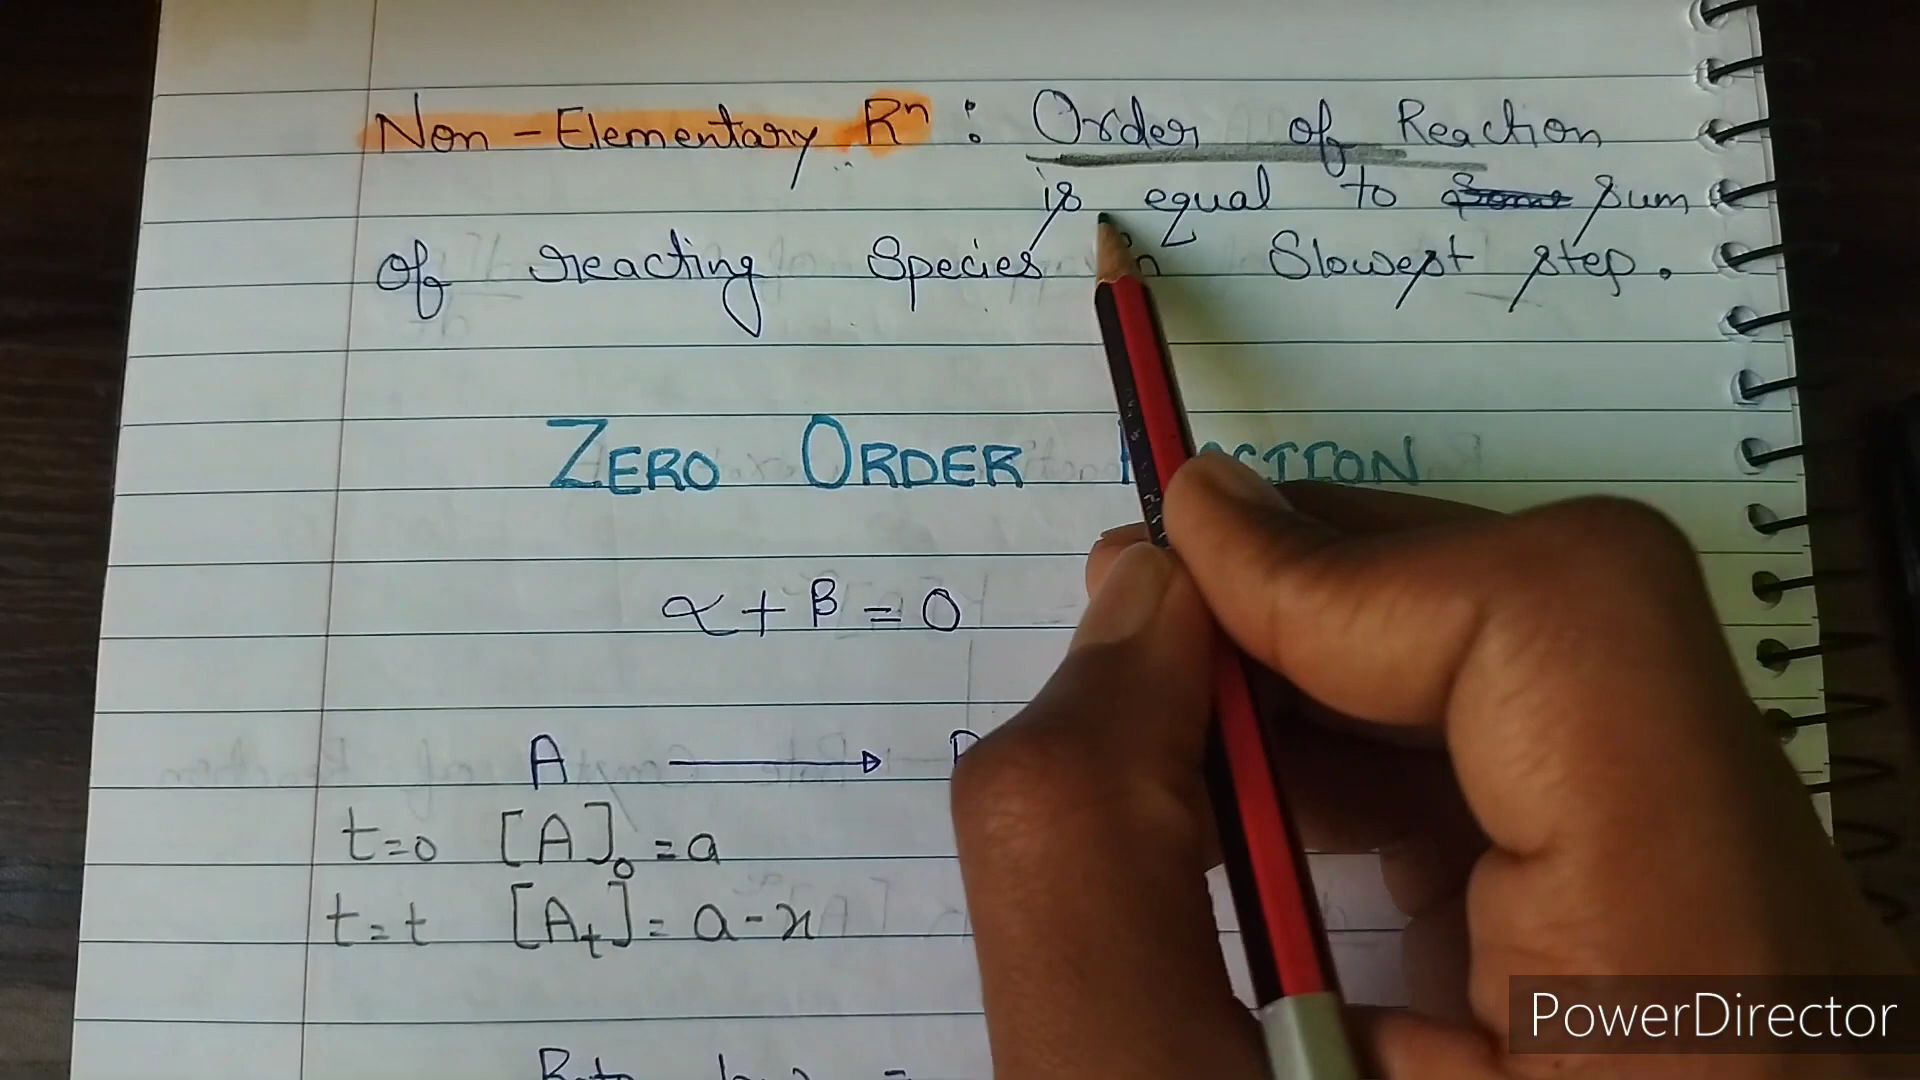 Non-Elementary Rⁿ : Order of Reaction
is equal to sum
of reacting Species Slowest step.
ZERO ORDER
α + β = 0
A →
t=0 [A]₀ = a
t=t [Aₜ] = a-x
PowerDirector